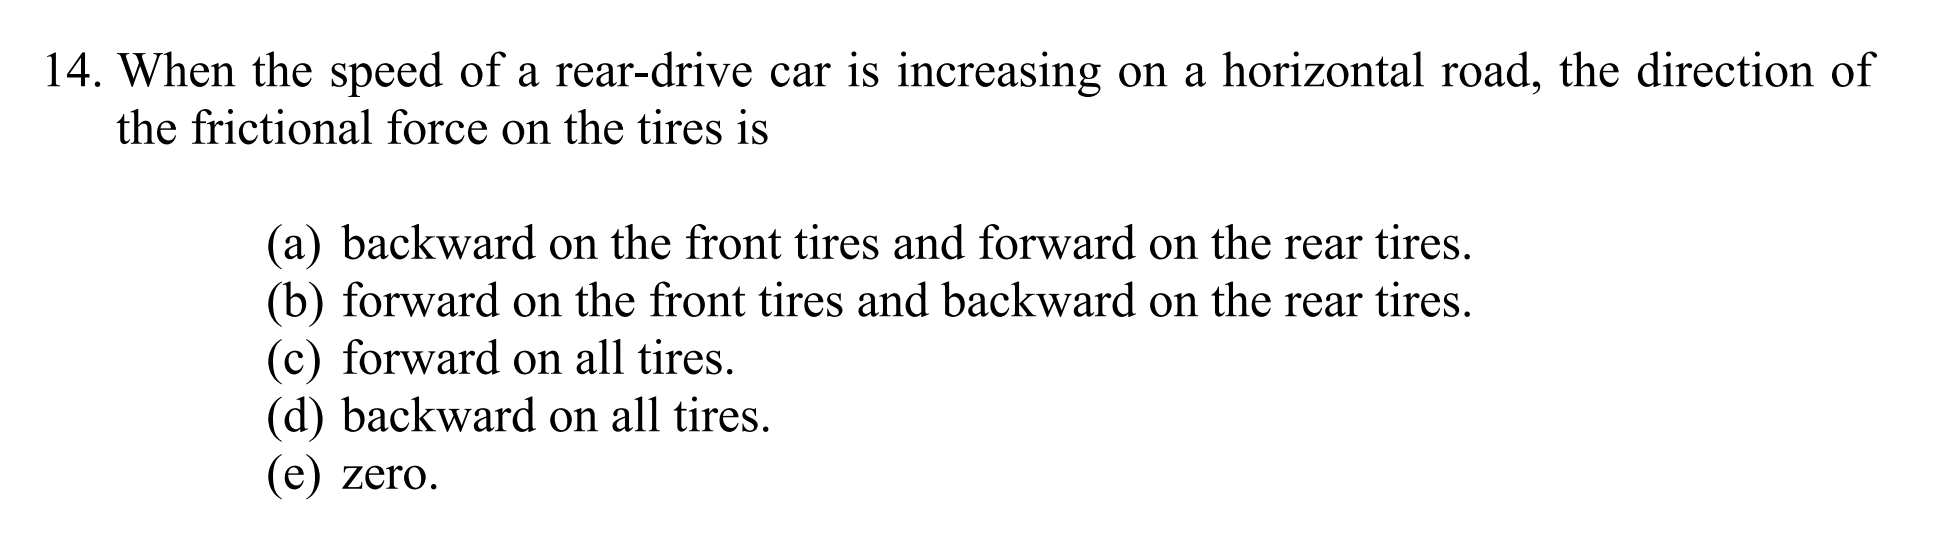 14. When the speed of a rear-drive car is increasing on a horizontal road, the direction of
the frictional force on the tires is
(a) backward on the front tires and forward on the rear tires.
(b) forward on the front tires and backward on the rear tires.
(c) forward on all tires.
(d) backward on all tires.
(e) zero.